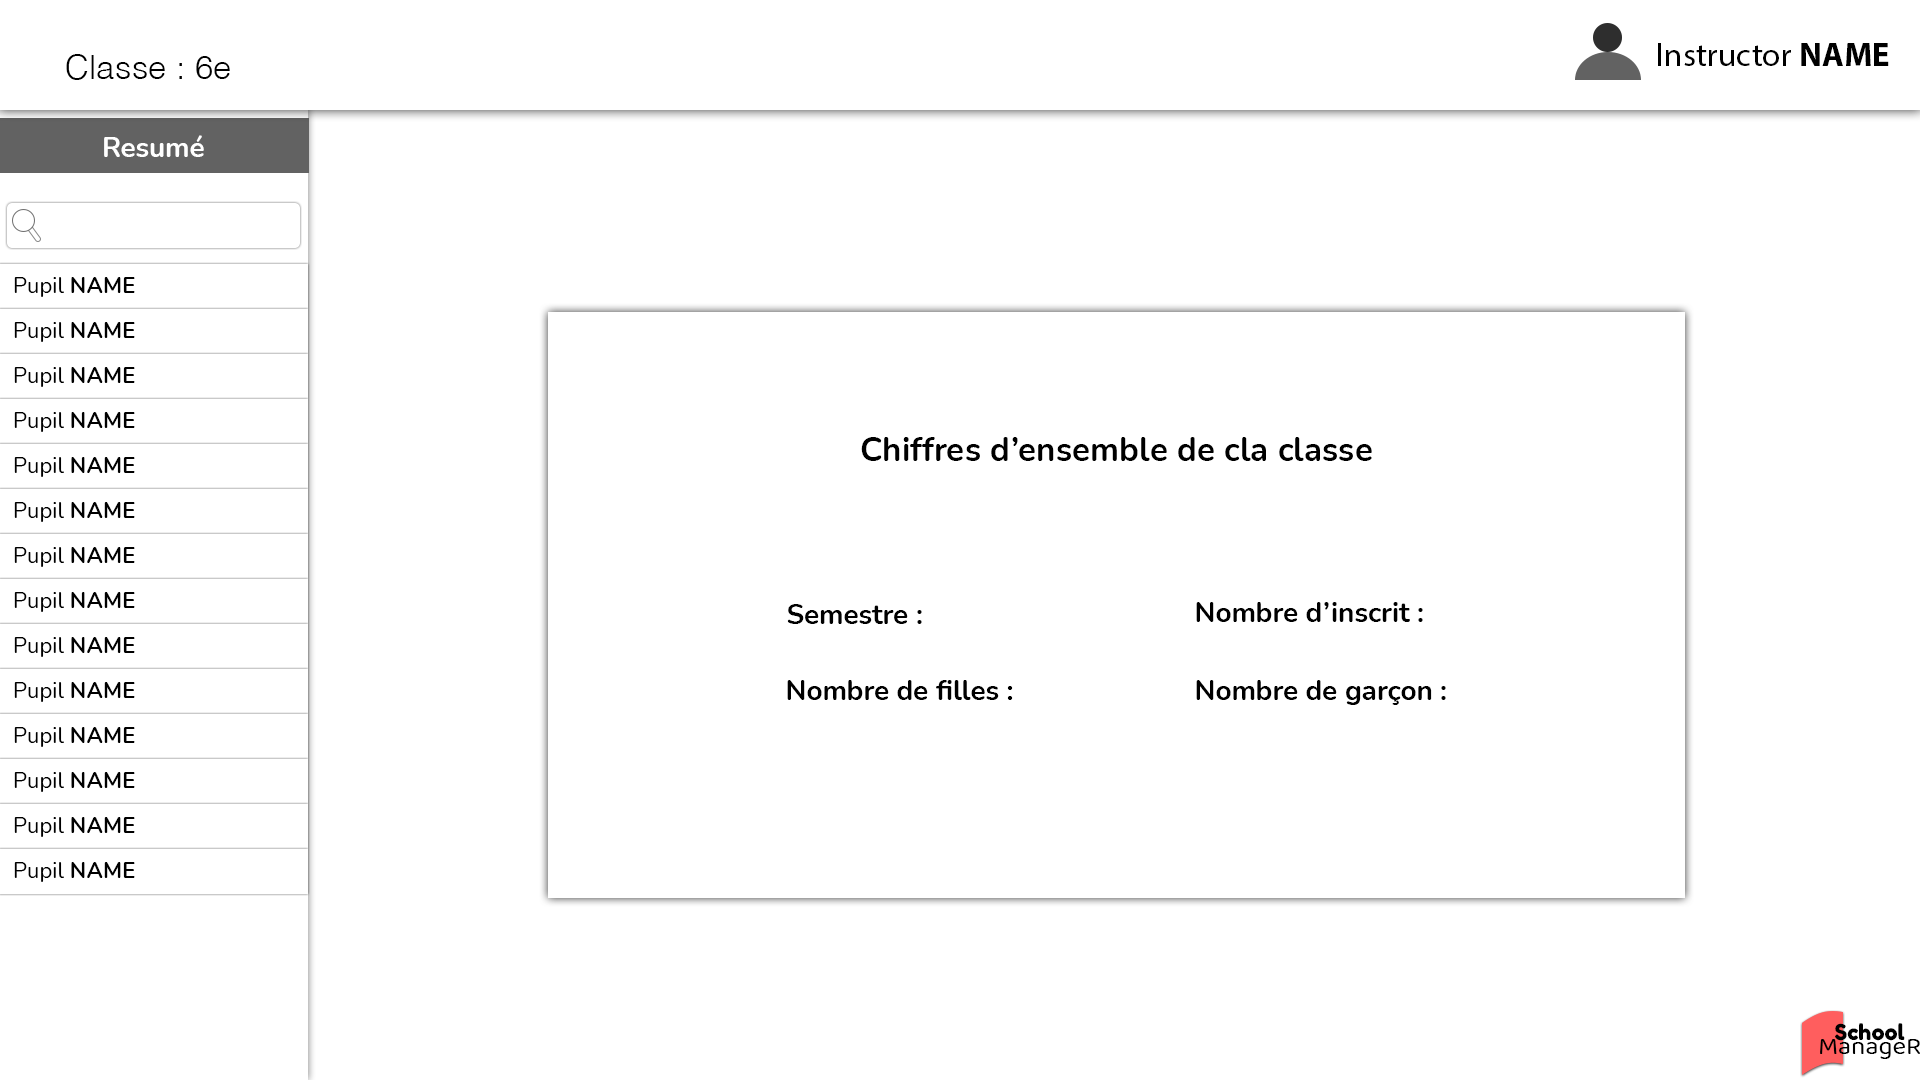 Classe : 6e
Instructor NAME
Resumé
Pupil NAME
Pupil NAME
Pupil NAME
Pupil NAME
Pupil NAME
Pupil NAME
Pupil NAME
Pupil NAME
Pupil NAME
Pupil NAME
Pupil NAME
Pupil NAME
Pupil NAME
Pupil NAME
Chiffres d’ensemble de cla classe
Semestre :
Nombre d’inscrit :
Nombre de filles :
Nombre de garçon :
School
ManageR